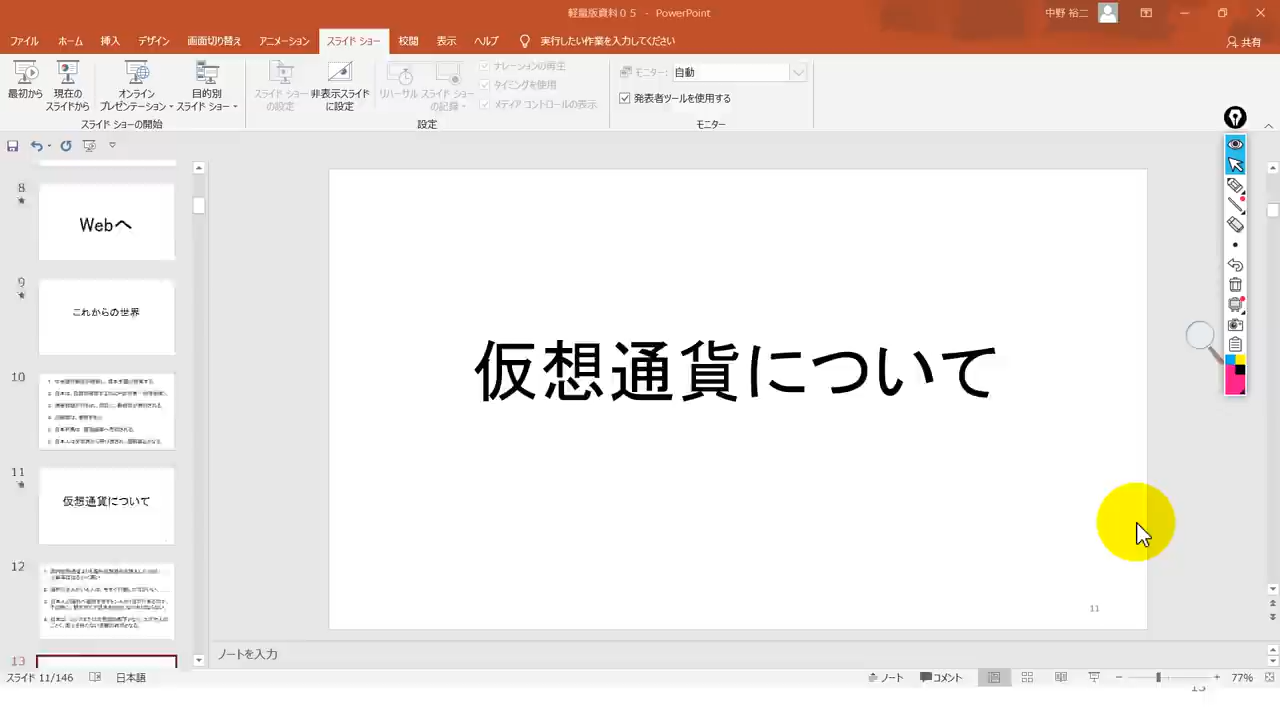 軽量版資料０５ - PowerPoint
中野 裕二
ファイル ホーム 挿入 デザイン 画面切り替え アニメーション スライド ショー 校閲 表示 ヘルプ 実行したい作業を入力してください
共有
最初から 現在の スライドから オンライン プレゼンテーション 目的別 スライド ショー
スライド ショーの開始
スライド ショー の設定 非表示スライド に設定 リハーサル スライド ショー の記録
ナレーションの再生
タイミングを使用
メディア コントロールの表示
設定
モニター: 自動
発表者ツールを使用する
モニター
8
Webへ
9
これからの世界
10
11
仮想通貨について
12
13
仮想通貨について
11
ノートを入力
スライド 11/146 日本語
ノート コメント
77%